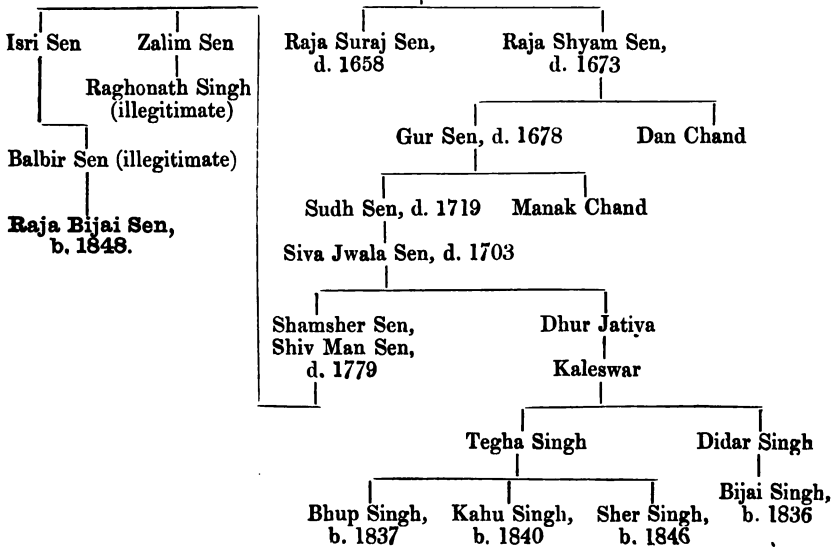 Isri Sen Zalim Sen Raja Suraj Sen, Raja Shyam Sen,
d. 1658 d. 1673
Raghonath Singh
(illegitimate)
Gur Sen, d. 1678 Dan Chand
Balbir Sen (illegitimate)
Sudh Sen, d. 1719 Manak Chand
Raja Bijai Sen,
b. 1848.
Siva Jwala Sen, d. 1703
Shamsher Sen, Dhur Jatiya
Shiv Man Sen,
d. 1779 Kaleswar
Tegha Singh Didar Singh
Bijai Singh,
b. 1836
Bhup Singh, Kahu Singh, Sher Singh,
b. 1837 b. 1840 b. 1846